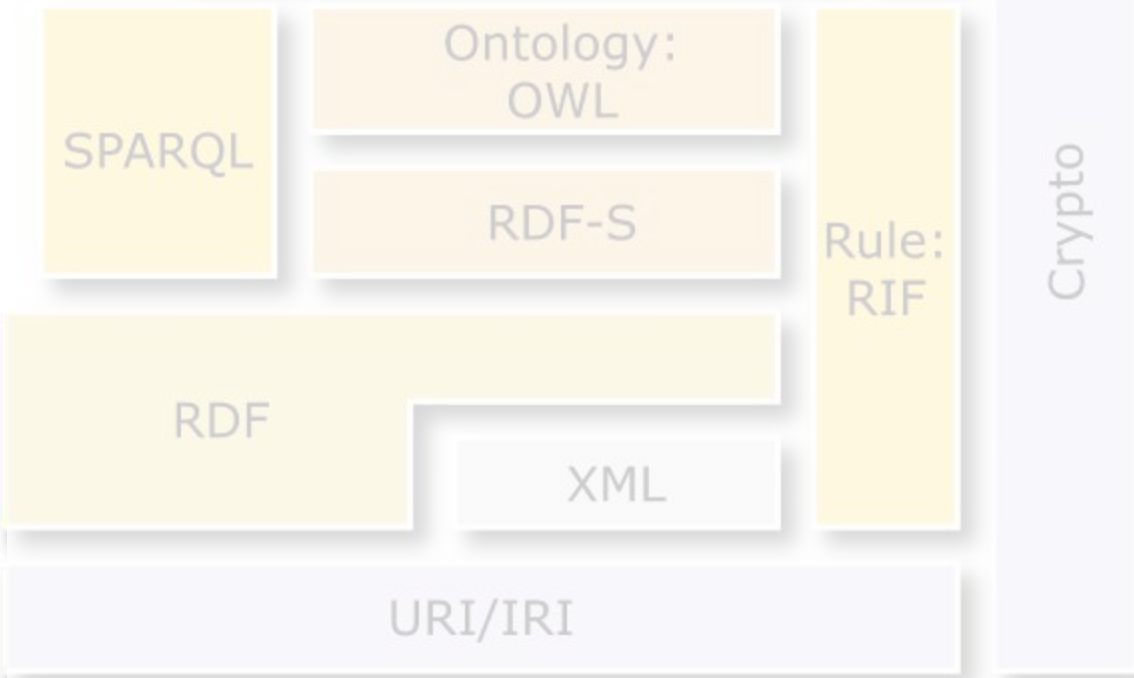 Ontology:
OWL
SPARQL
RDF-S
Rule:
RIF
Crypto
RDF
XML
URI/IRI